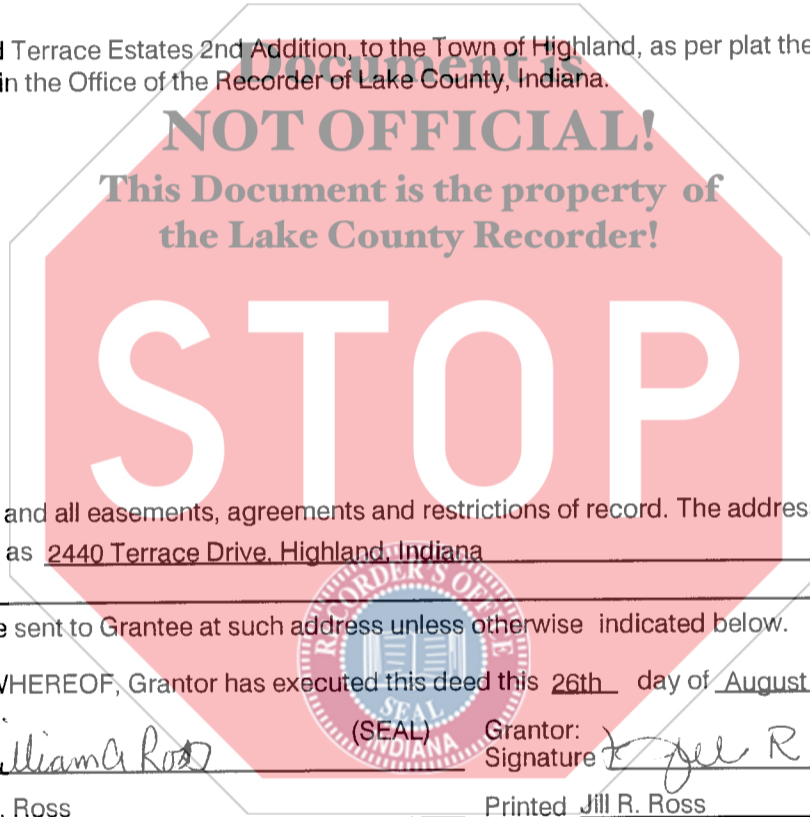 Terrace Estates 2nd Addition, to the Town of Highland, as per plat the
in the Office of the Recorder of Lake County, Indiana.
Document is
NOT OFFICIAL!
This Document is the property of
the Lake County Recorder!
STOP
and all easements, agreements and restrictions of record. The addres
as 2440 Terrace Drive, Highland, Indiana
e sent to Grantee at such address unless otherwise indicated below.
WHEREOF, Grantor has executed this deed this 26th day of August
RECORDER'S OFFICE
SEAL
INDIANA
(SEAL) Grantor:
lliam A Ross Signature Jill R
. Ross Printed Jill R. Ross